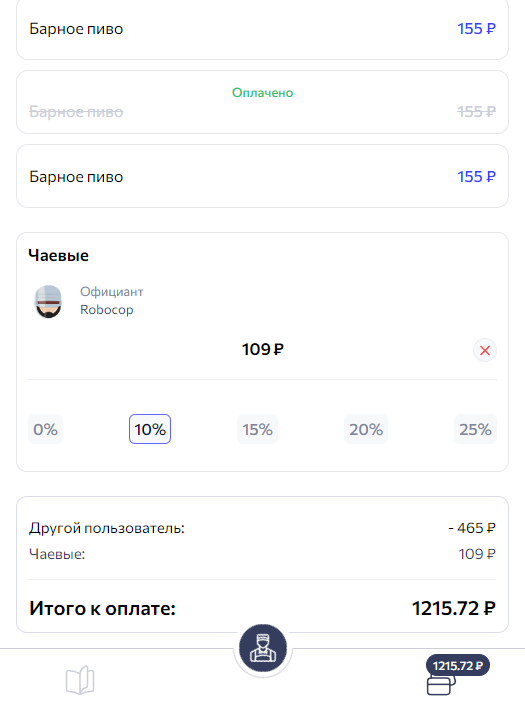 Барное пиво 155 ₽
Оплачено
Барное пиво 155 ₽
Барное пиво 155 ₽
Чаевые
Официант
Robocop
109 ₽
0% 10% 15% 20% 25%
Другой пользователь: - 465 ₽
Чаевые: 109 ₽
Итого к оплате: 1215.72 ₽
1215.72 ₽